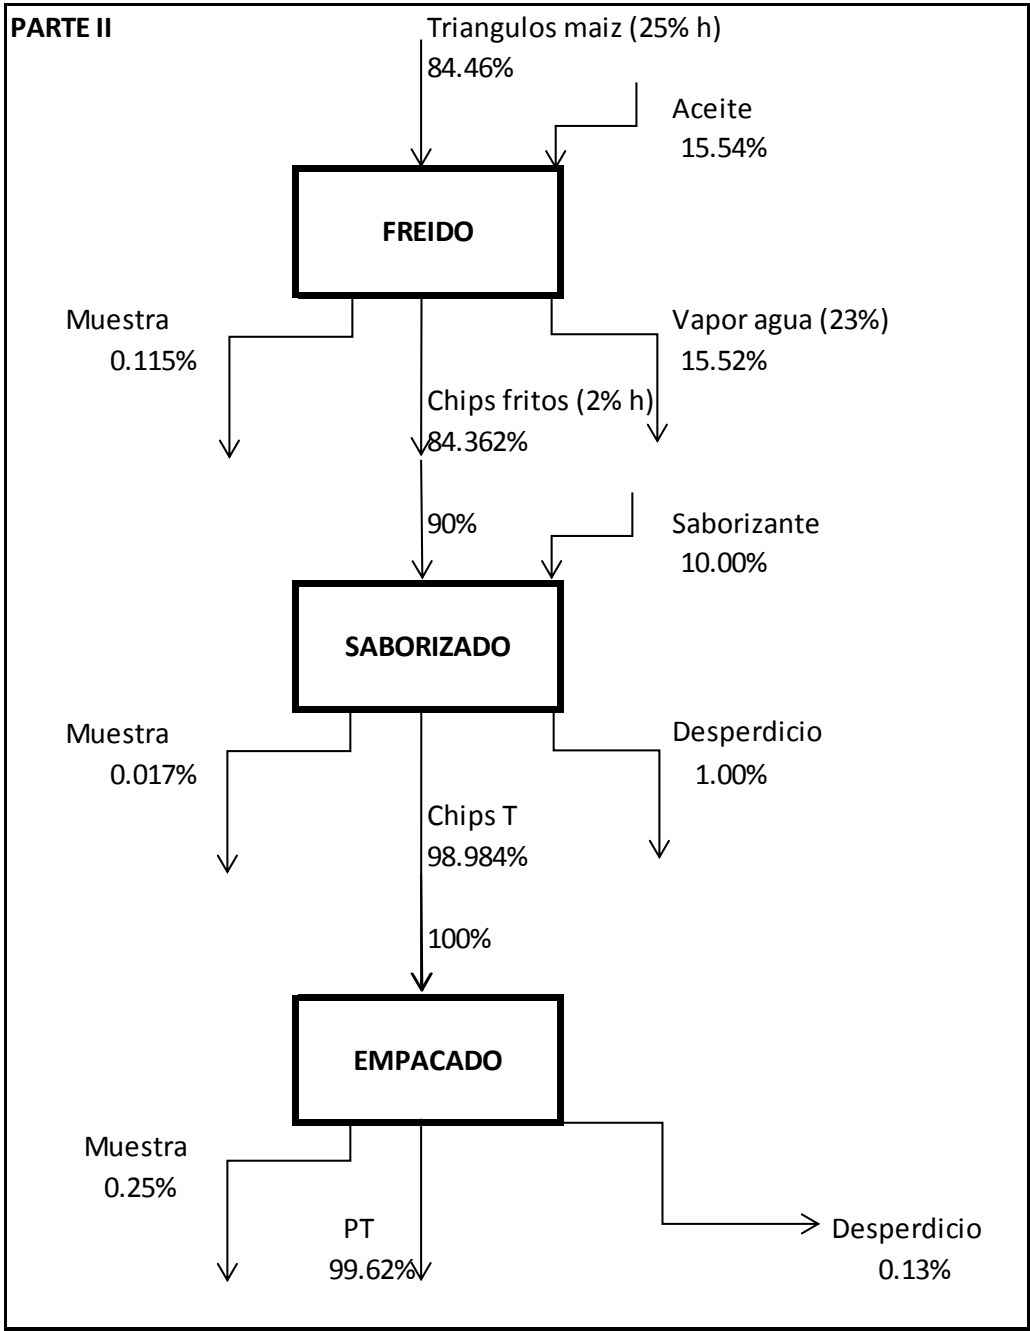 PARTE II
Triangulos maiz (25% h)
84.46%
Aceite
15.54%
FREIDO
Muestra
0.115%
Vapor agua (23%)
15.52%
Chips fritos (2% h)
84.362%
90%
Saborizante
10.00%
SABORIZADO
Muestra
0.017%
Desperdicio
1.00%
Chips T
98.984%
100%
EMPACADO
Muestra
0.25%
PT
99.62%
Desperdicio
0.13%